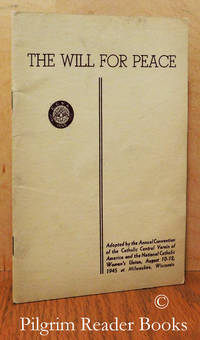 THE WILL FOR PEACE
Adopted by the Annual Convention
of the Catholic Central Verein of
America and the National Catholic
Women's Union, August 10-15,
1945 at Milwaukee, Wisconsin
©
Pilgrim Reader Books